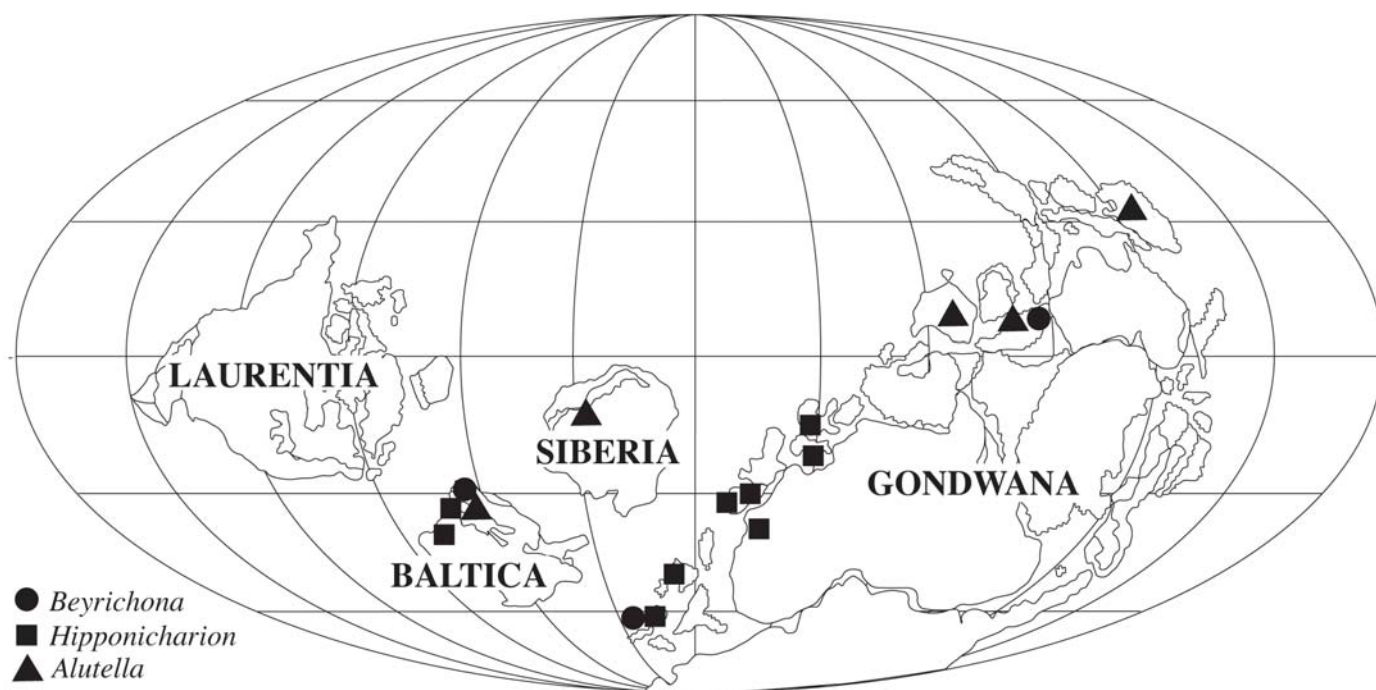 LAURENTIA
SIBERIA
GONDWANA
BALTICA
Beyrichona
Hipponicharion
Alutella